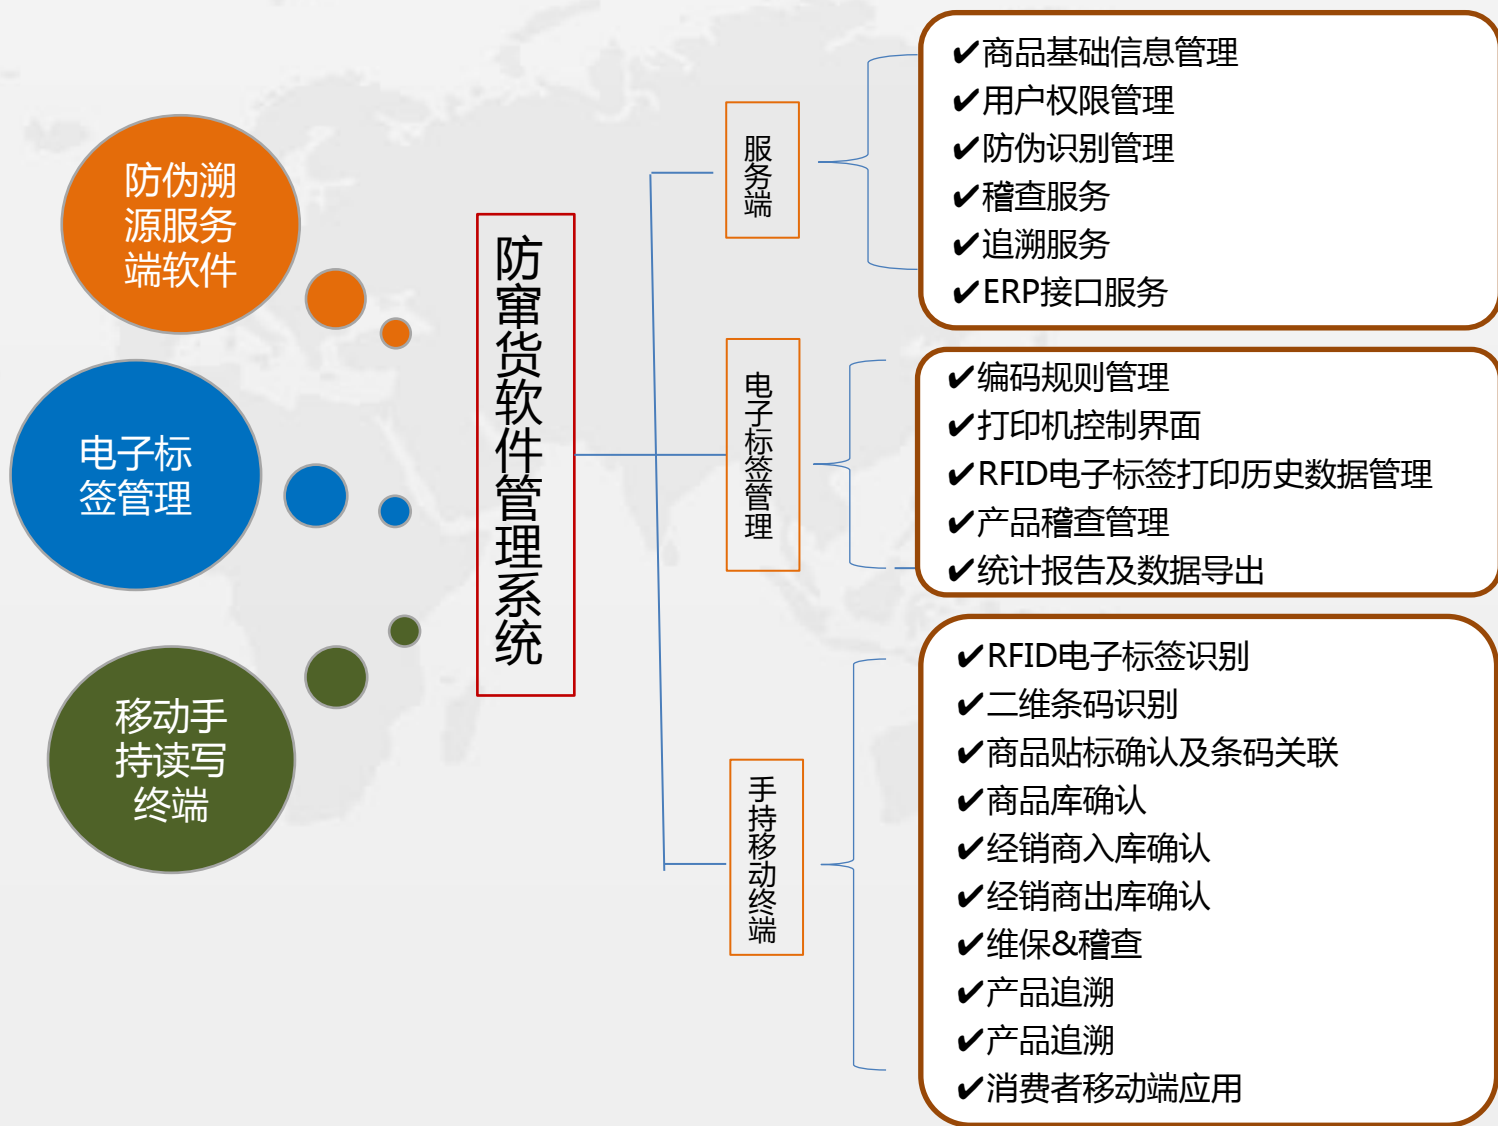 防伪溯
源服务
端软件
电子标
签管理
移动手
持读写
终端
防窜货软件管理系统
服务端
✔商品基础信息管理
✔用户权限管理
✔防伪识别管理
✔稽查服务
✔追溯服务
✔ERP接口服务
电子标签管理
✔编码规则管理
✔打印机控制界面
✔RFID电子标签打印历史数据管理
✔产品稽查管理
✔统计报告及数据导出
手持移动终端
✔RFID电子标签识别
✔二维条码识别
✔商品贴标确认及条码关联
✔商品库确认
✔经销商入库确认
✔经销商出库确认
✔维保&稽查
✔产品追溯
✔产品追溯
✔消费者移动端应用